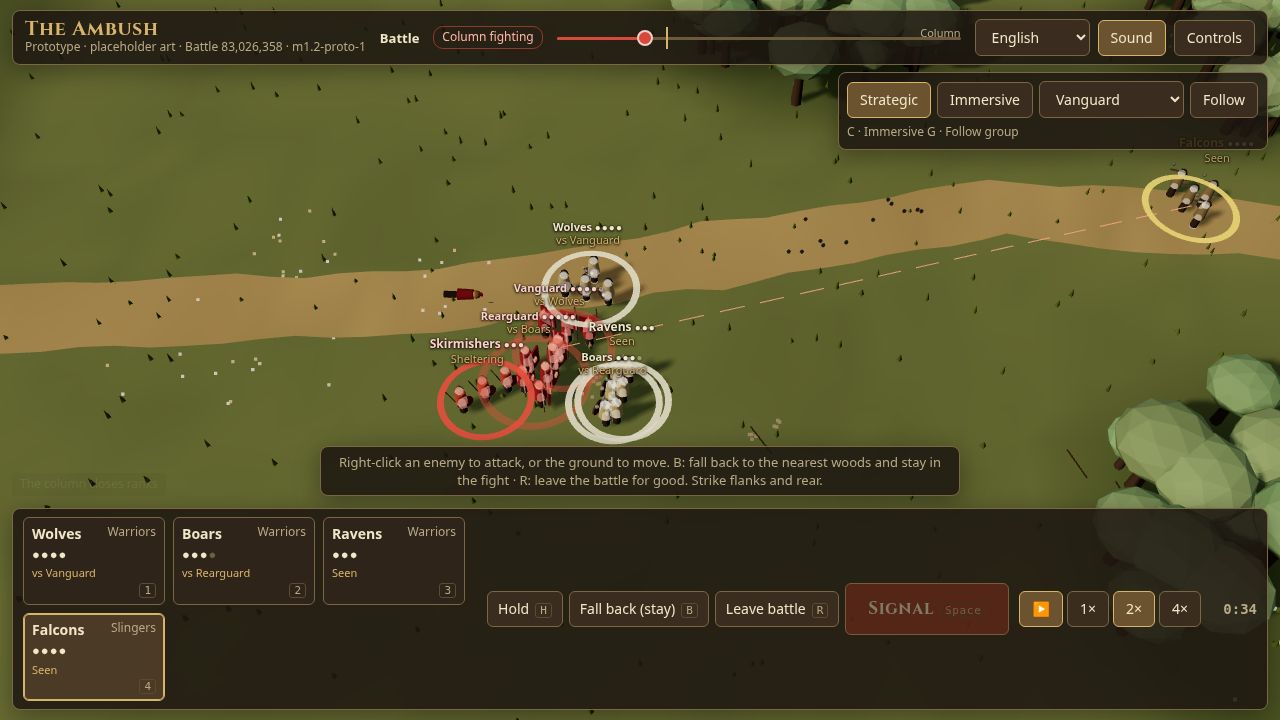 The Ambush
Prototype · placeholder art · Battle 83,026,358 · m1.2-proto-1
Battle
Column fighting
Column
English
Sound
Controls
Strategic
Immersive
Vanguard
Follow
C · Immersive G · Follow group
Falcons
Seen
Wolves
vs Vanguard
Vanguard
vs Wolves
Rearguard
vs Boars
Ravens
Seen
Skirmishers
Sheltering
Boars
vs Rearguard
Right-click an enemy to attack, or the ground to move. B: fall back to the nearest woods and stay in
the fight · R: leave the battle for good. Strike flanks and rear.
The column closes ranks
Wolves Warriors
vs Vanguard
1
Boars Warriors
vs Rearguard
2
Ravens Warriors
Seen
3
Falcons Slingers
Seen
4
Hold H
Fall back (stay) B
Leave battle R
Signal Space
1×
2×
4×
0:34